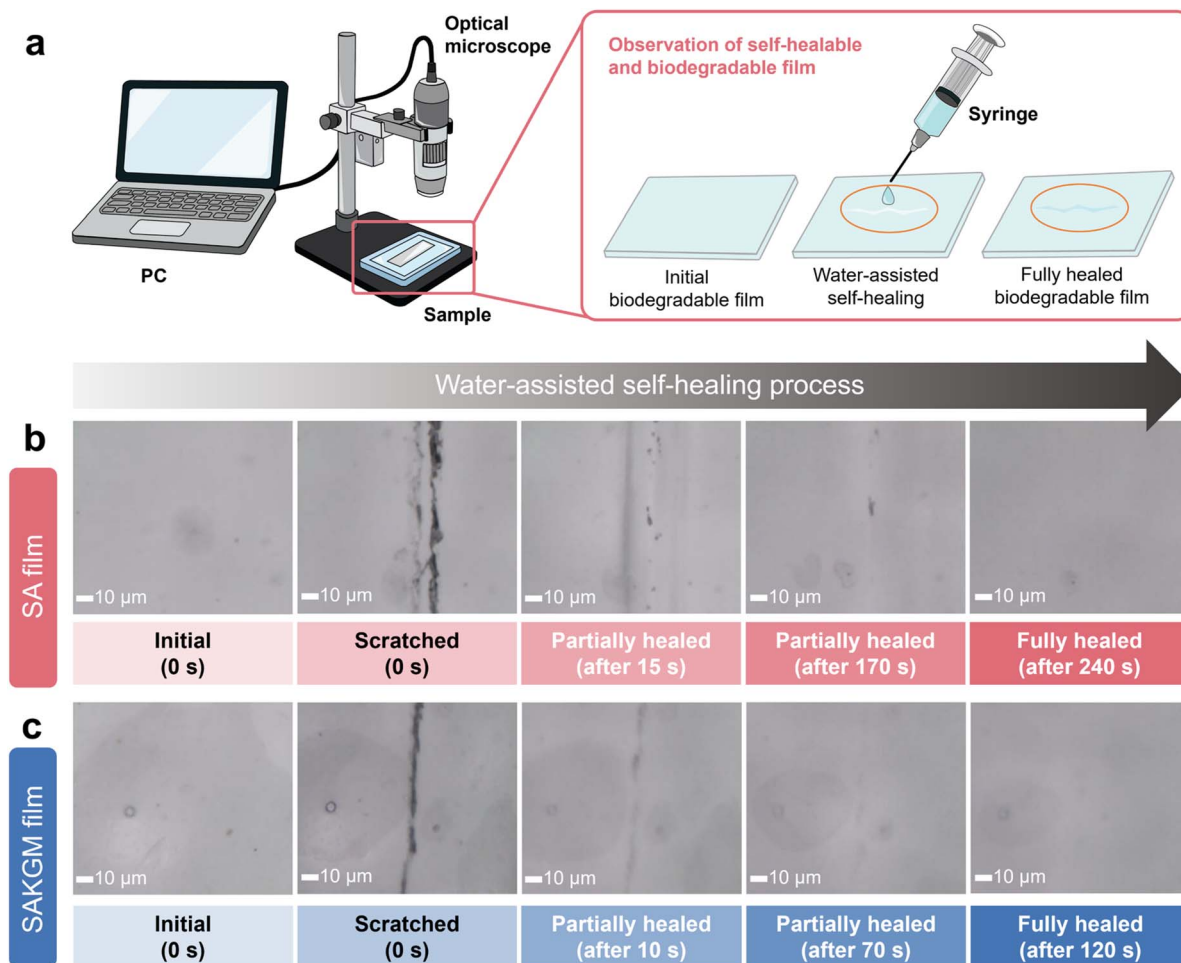 a
Optical
microscope
PC
Sample
Observation of self-healable
and biodegradable film
Syringe
Initial
biodegradable film
Water-assisted
self-healing
Fully healed
biodegradable film
Water-assisted self-healing process
b
SA film
10 µm
10 µm
10 µm
10 µm
10 µm
Initial
(0 s)
Scratched
(0 s)
Partially healed
(after 15 s)
Partially healed
(after 170 s)
Fully healed
(after 240 s)
c
SAKGM film
10 µm
10 µm
10 µm
10 µm
10 µm
Initial
(0 s)
Scratched
(0 s)
Partially healed
(after 10 s)
Partially healed
(after 70 s)
Fully healed
(after 120 s)